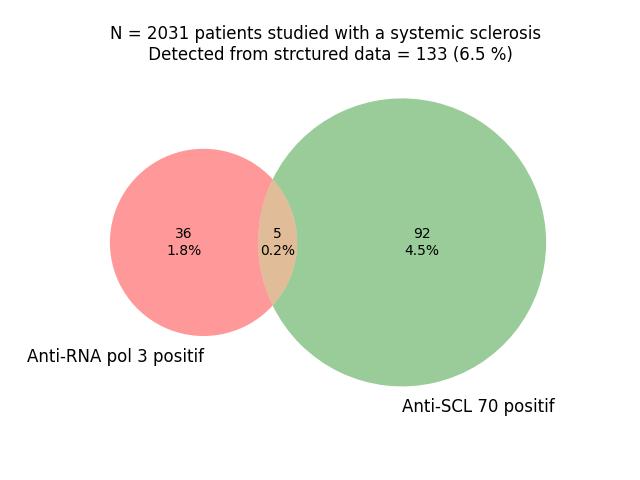 N = 2031 patients studied with a systemic sclerosis
Detected from strctured data = 133 (6.5 %)
36
1.8%
5
0.2%
92
4.5%
Anti-RNA pol 3 positif
Anti-SCL 70 positif